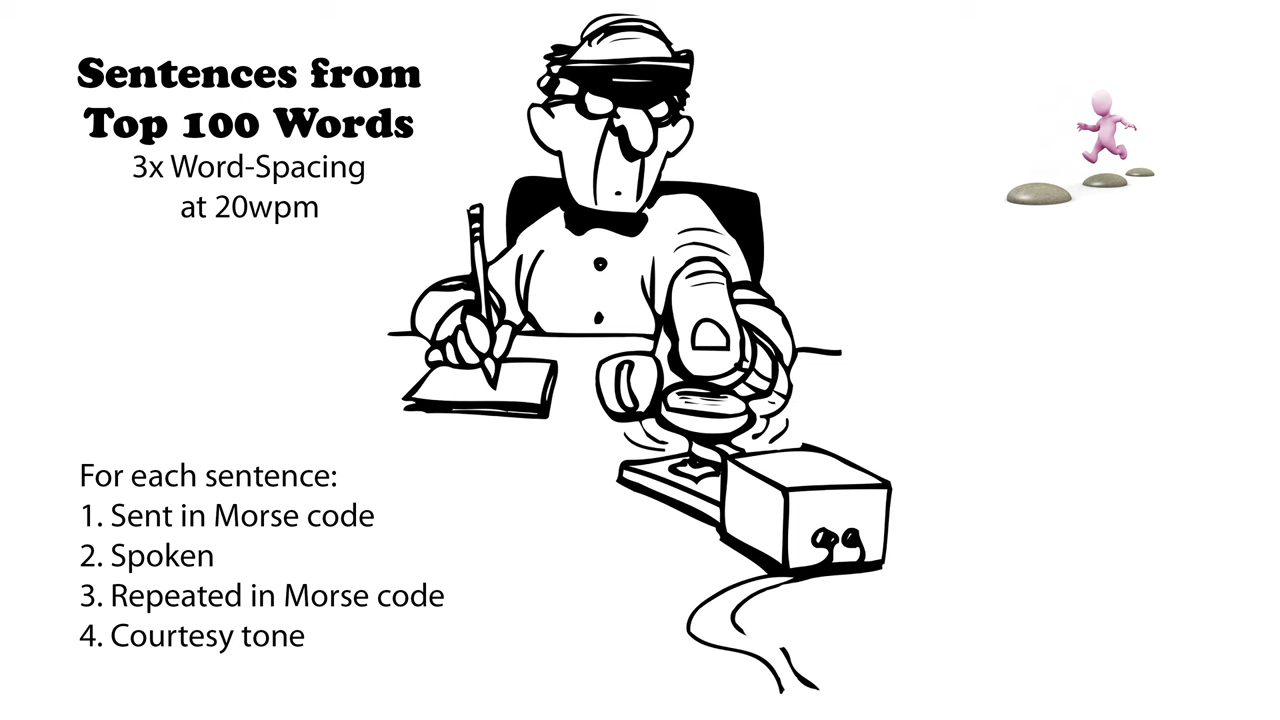 Sentences from
Top 100 Words
3x Word-Spacing
at 20wpm
For each sentence:
1. Sent in Morse code
2. Spoken
3. Repeated in Morse code
4. Courtesy tone